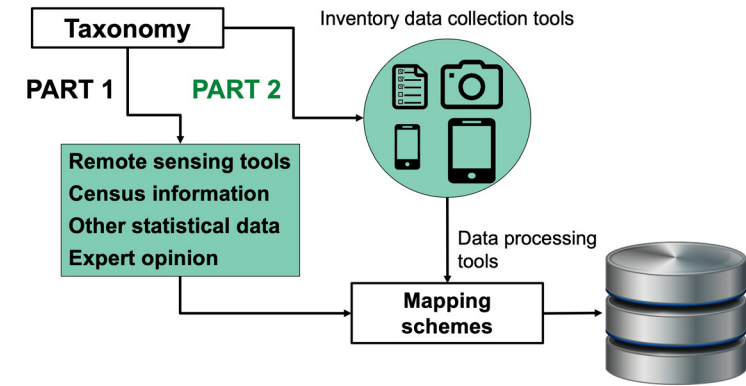 Inventory data collection tools
Taxonomy
PART 1
PART 2
Remote sensing tools
Census information
Other statistical data
Expert opinion
Data processing
tools
Mapping
schemes